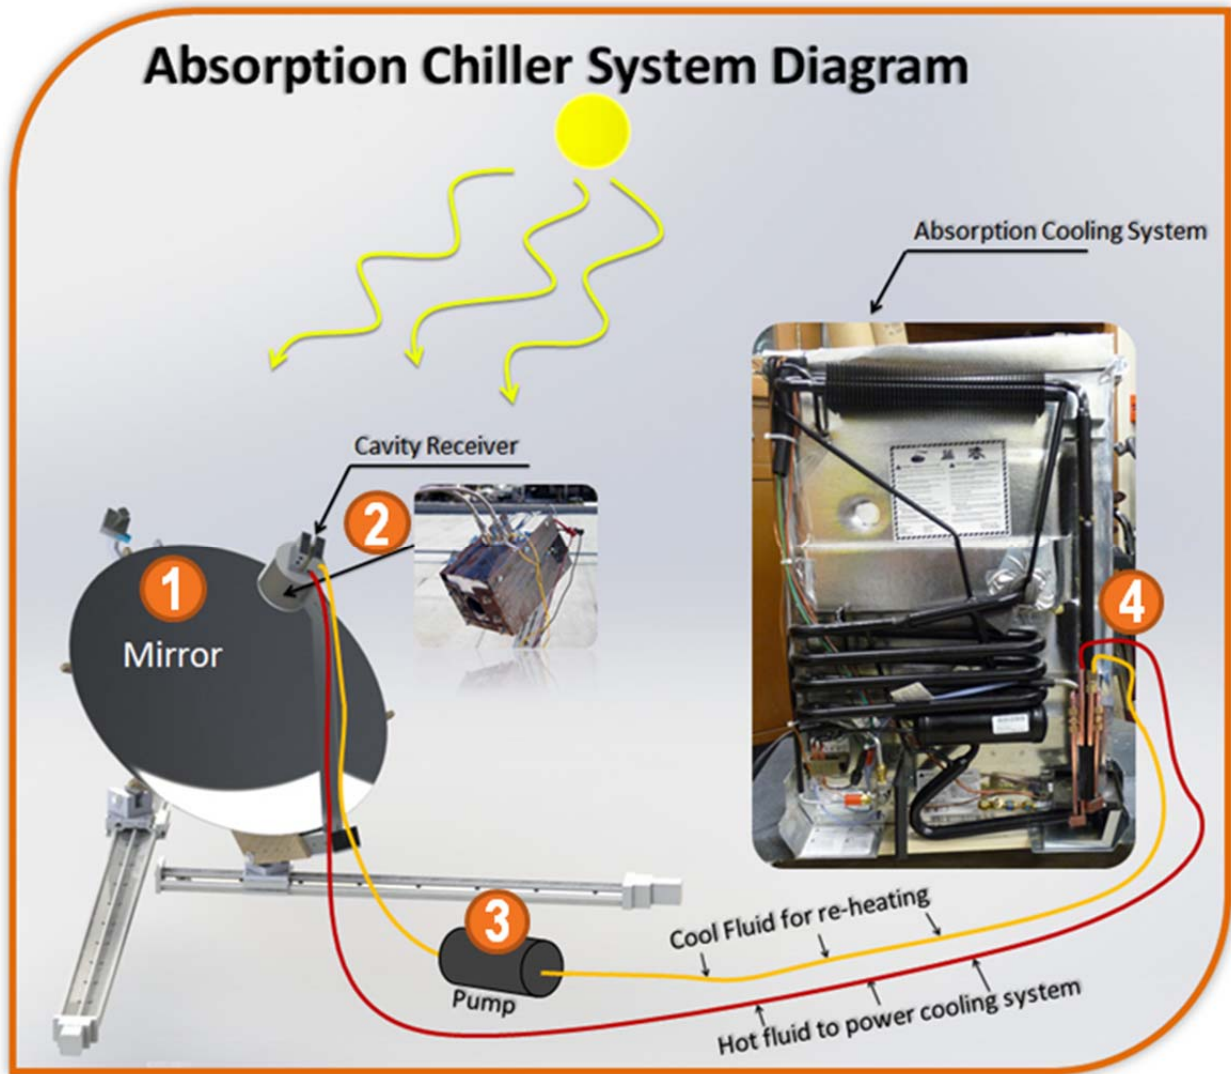 Absorption Chiller System Diagram
Absorption Cooling System
Cavity Receiver
2
1
Mirror
4
3
Pump
Cool Fluid for re-heating
Hot fluid to power cooling system